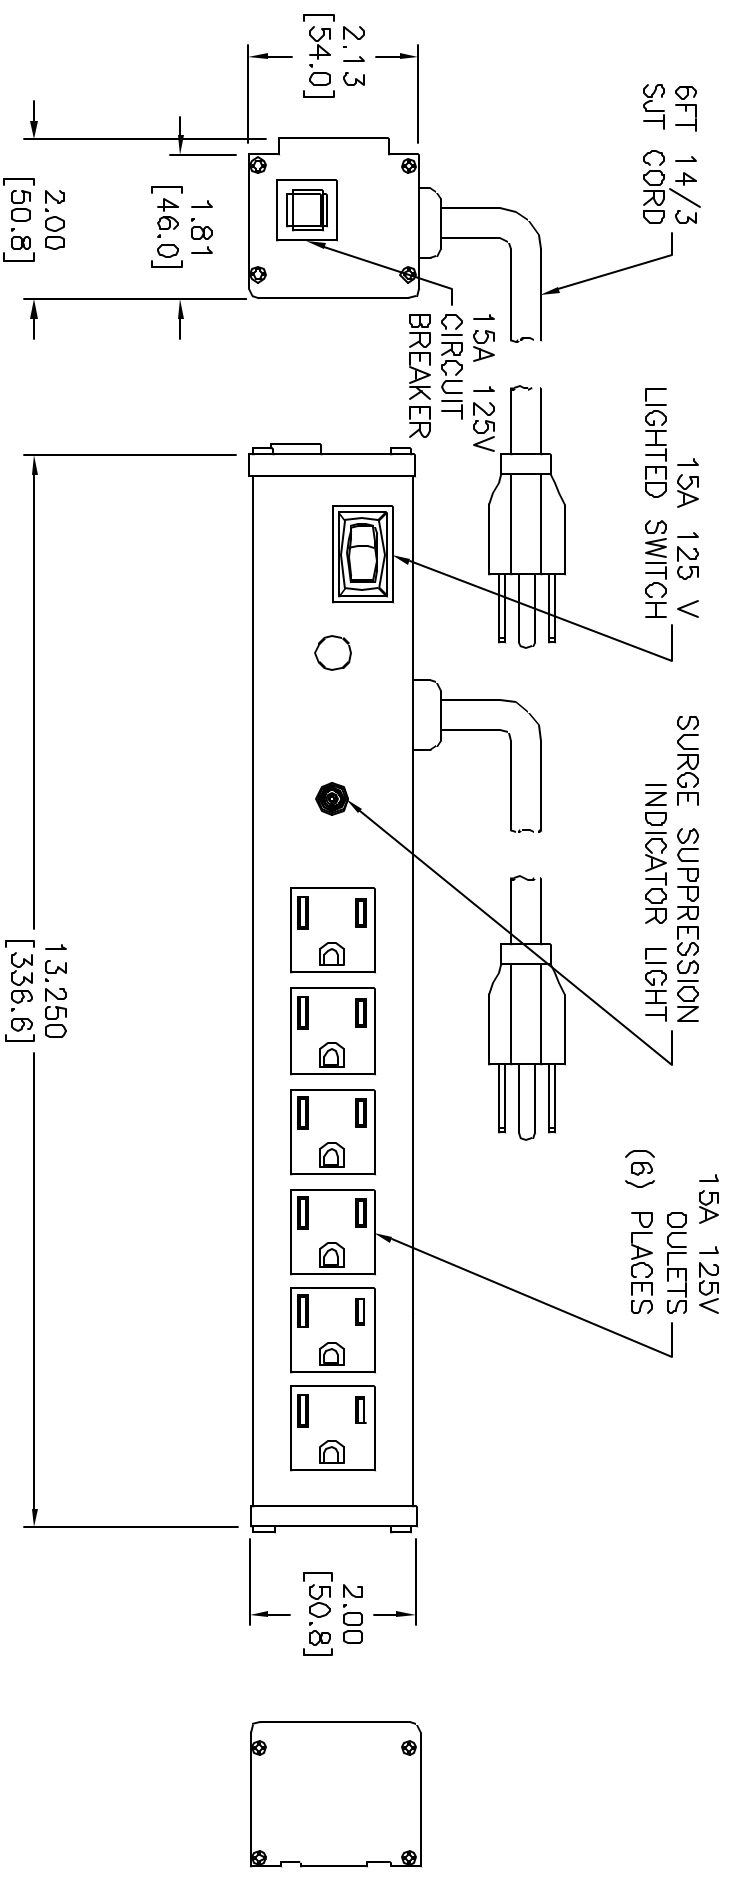 6FT 14/3
SJT CORD
2.13
[54.0]
1.81
[46.0]
2.00
[50.8]
15A 125V
CIRCUIT
BREAKER
15A 125 V
LIGHTED SWITCH
SURGE SUPPRESSION
INDICATOR LIGHT
15A 125V
OULETS
(6) PLACES
13.250
[336.6]
2.00
[50.8]